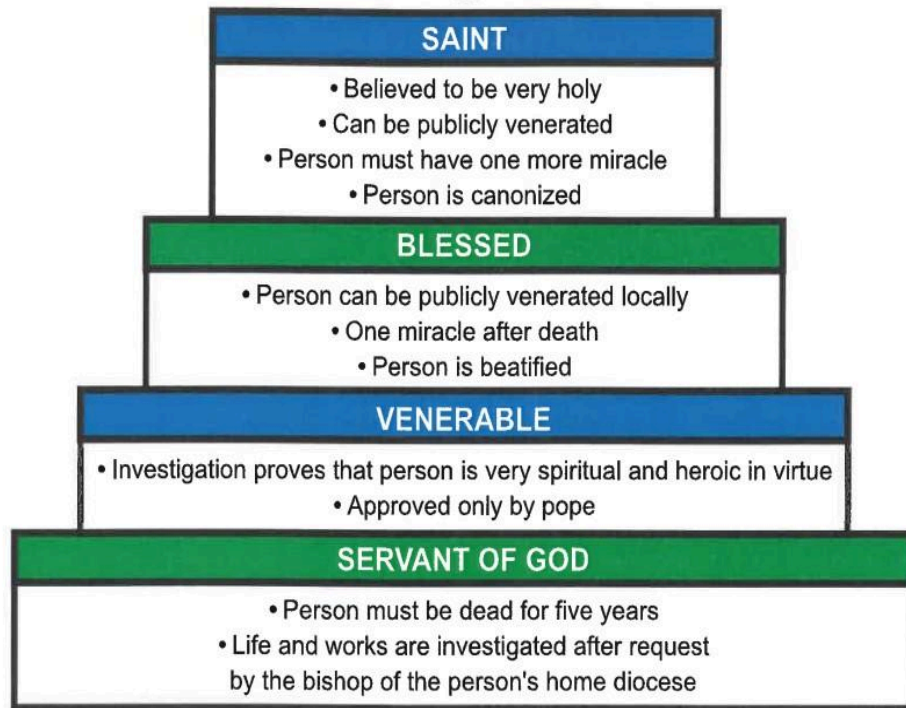 SAINT
• Believed to be very holy
• Can be publicly venerated
• Person must have one more miracle
• Person is canonized
BLESSED
• Person can be publicly venerated locally
• One miracle after death
• Person is beatified
VENERABLE
• Investigation proves that person is very spiritual and heroic in virtue
• Approved only by pope
SERVANT OF GOD
• Person must be dead for five years
• Life and works are investigated after request
by the bishop of the person's home diocese